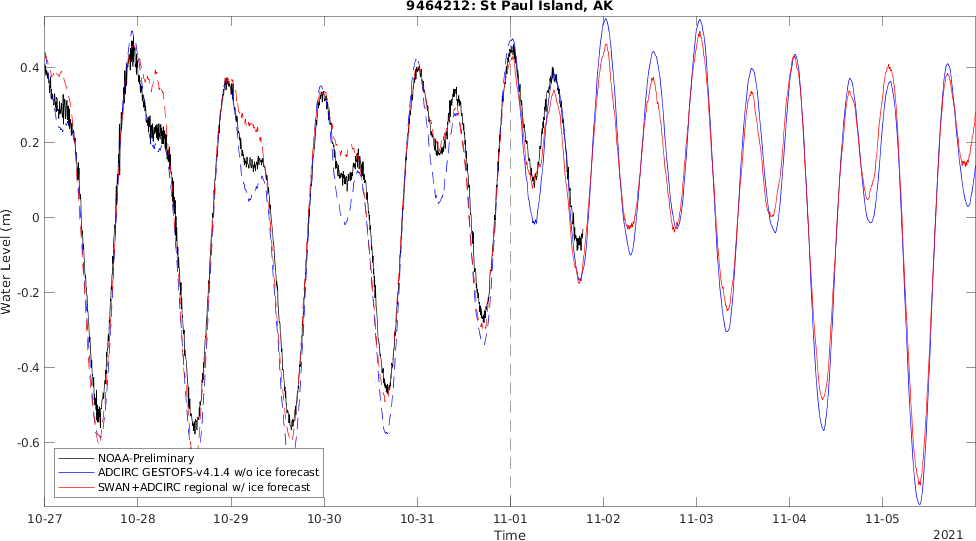 9464212: St Paul Island, AK
Water Level (m)
0.4
0.2
0
-0.2
-0.4
-0.6
NOAA-Preliminary
ADCIRC GESTOFS-v4.1.4 w/o ice forecast
SWAN+ADCIRC regional w/ ice forecast
10-27 10-28 10-29 10-30 10-31 11-01 11-02 11-03 11-04 11-05
Time
2021